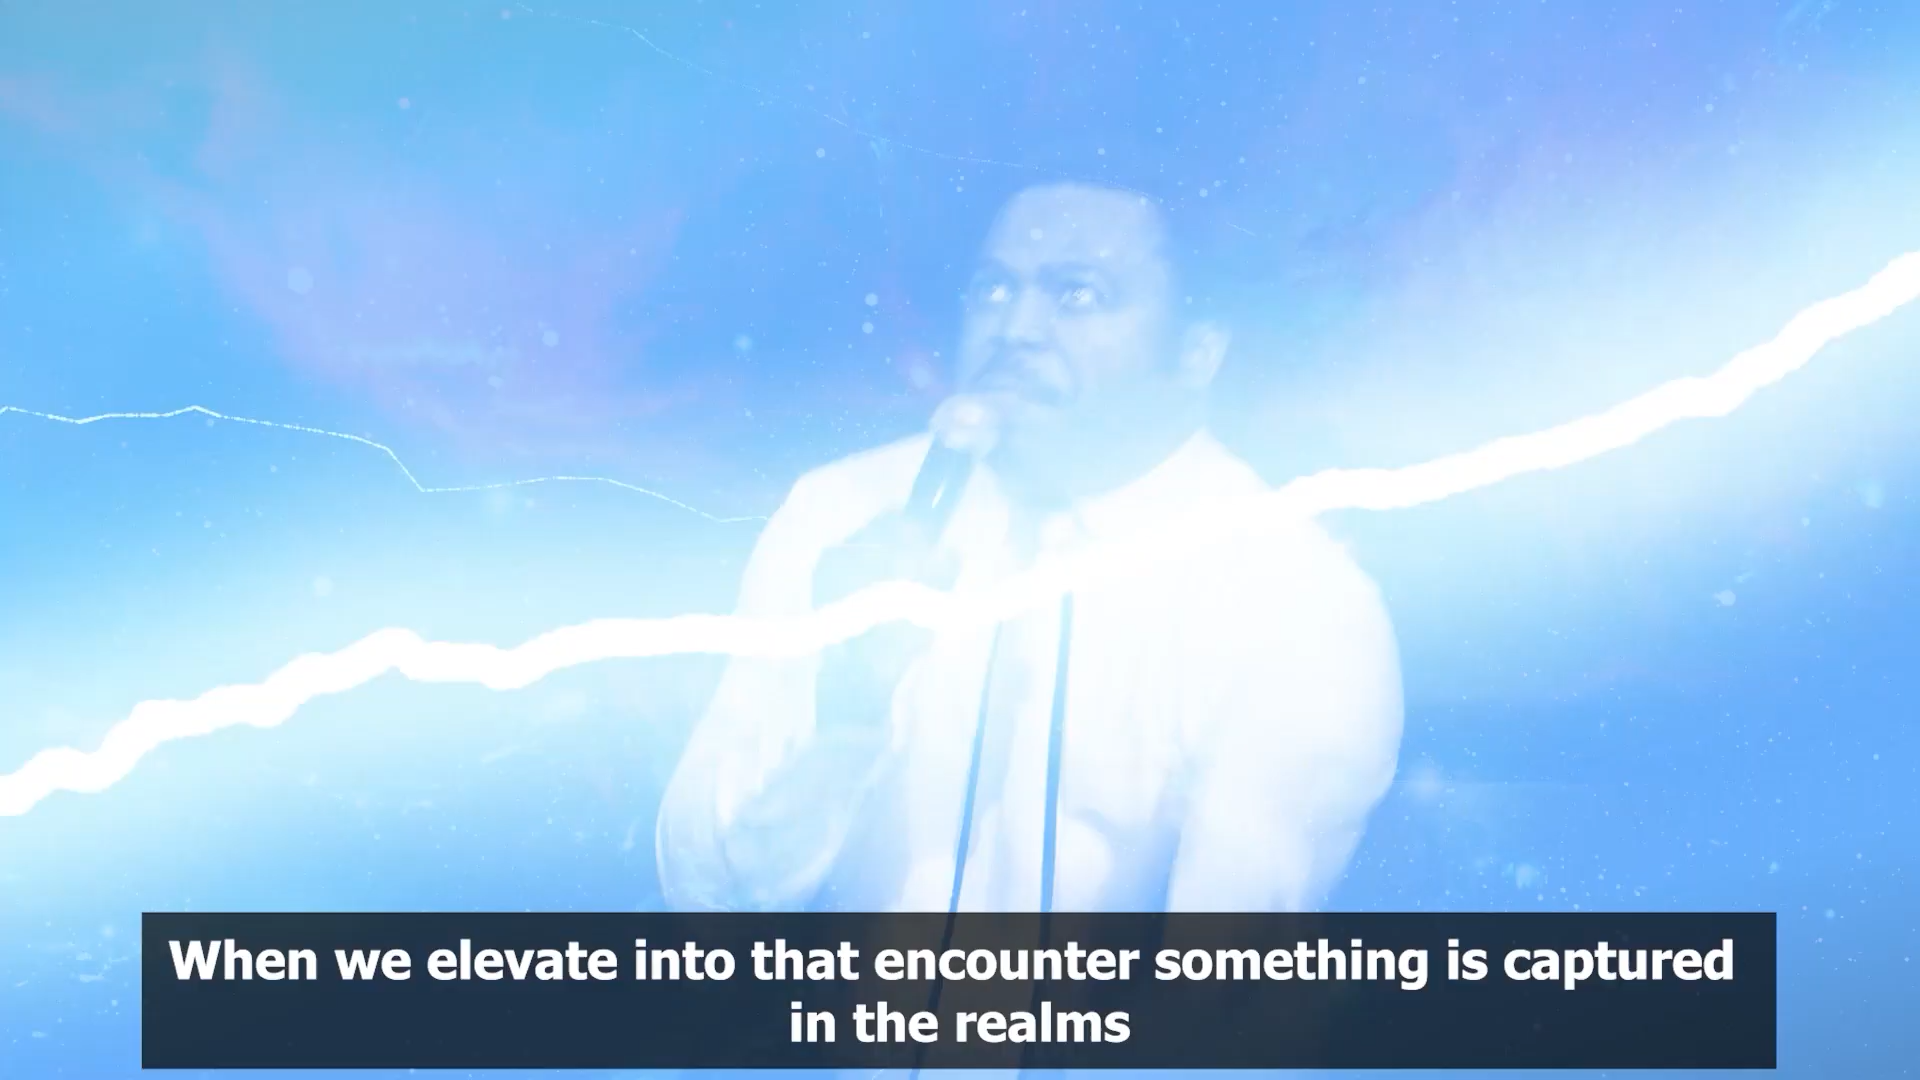 When we elevate into that encounter something is captured
in the realms